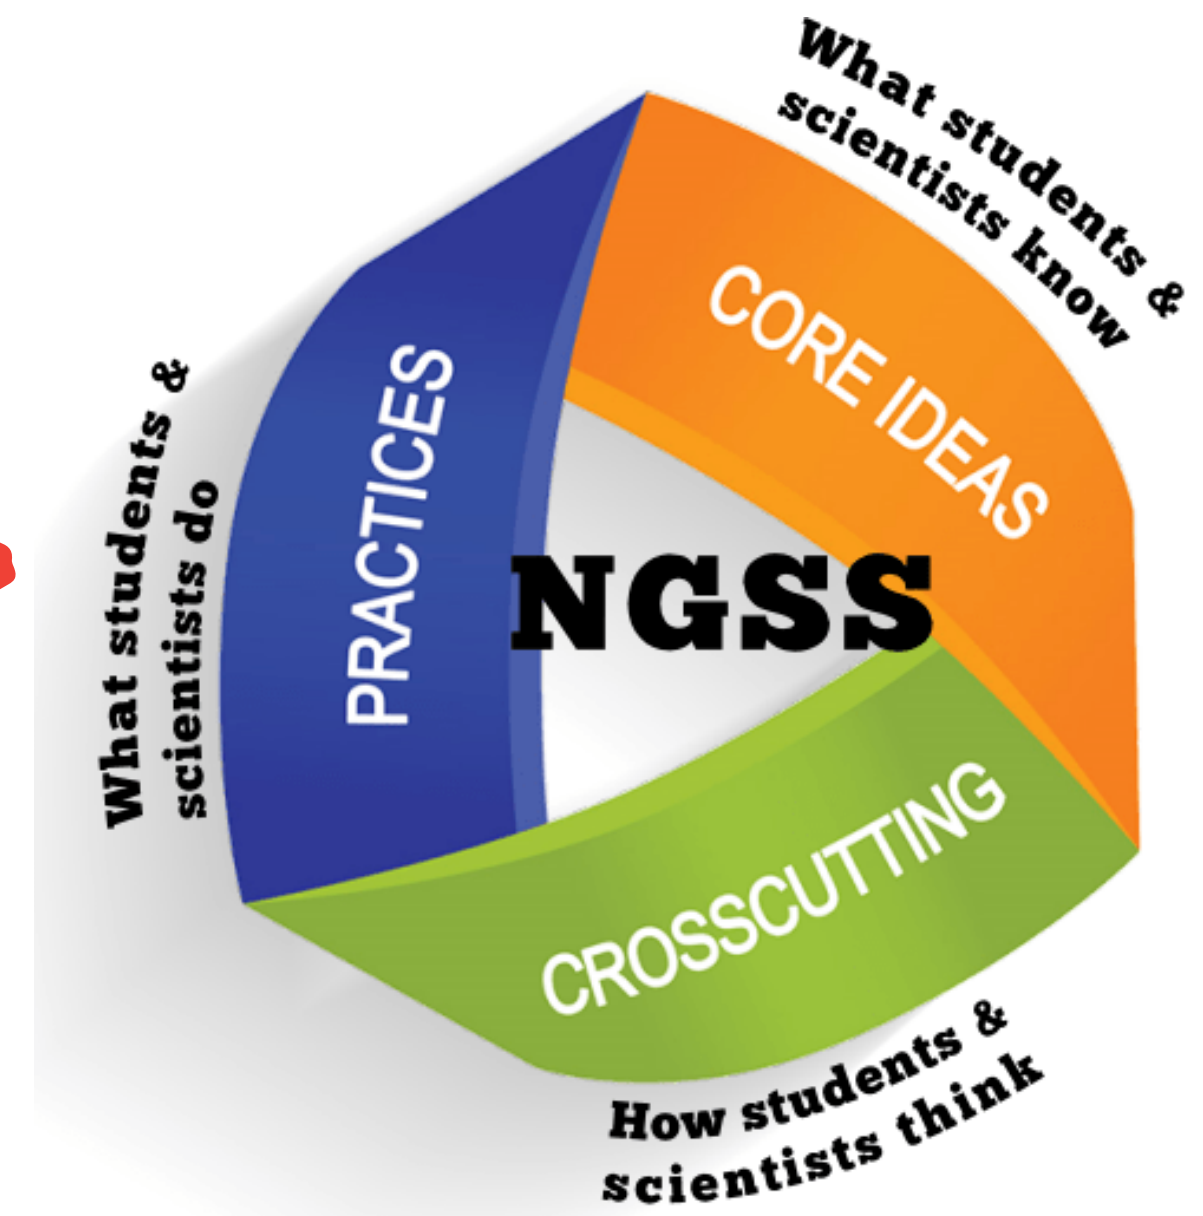 What students &
scientists know
CORE IDEAS
PRACTICES
What students &
scientists do
NGSS
CROSSCUTTING
How students &
scientists think